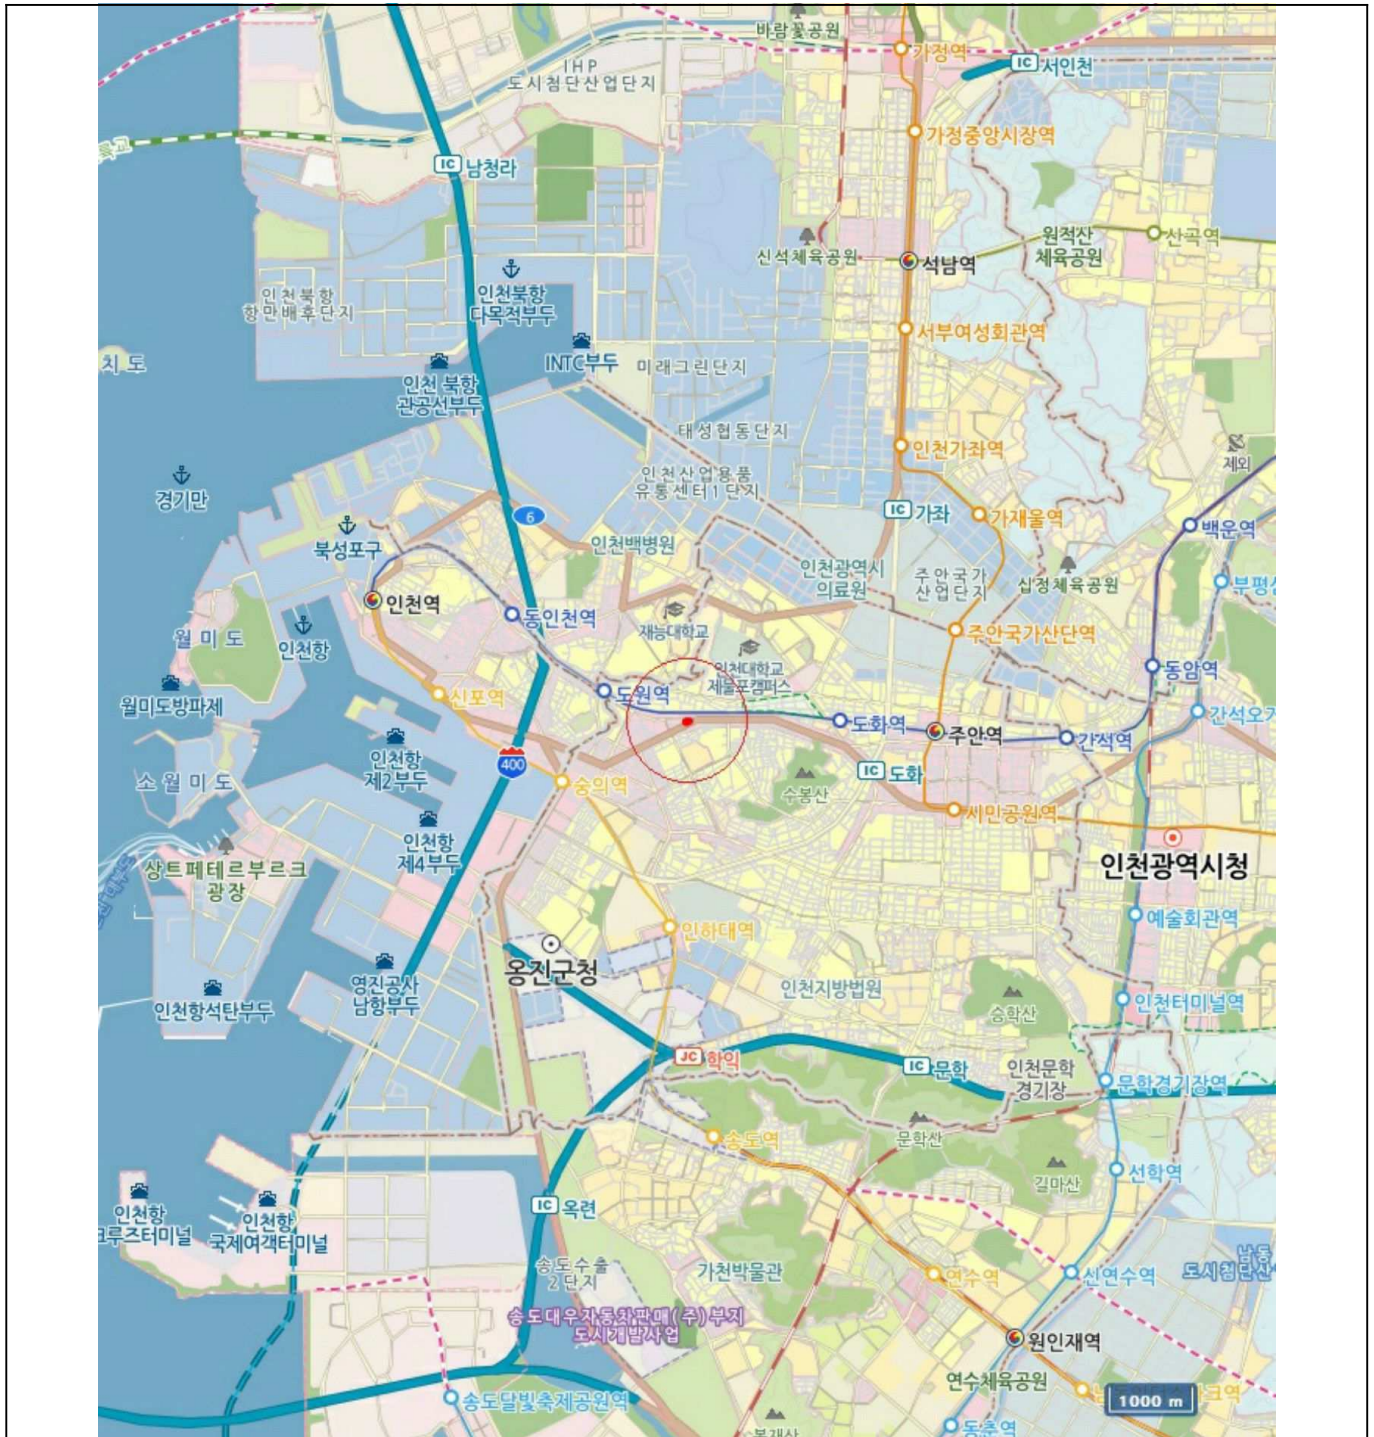 바람꽃공원
가정역
IC 서인천
IHP
도시첨단산업단지
가정중앙시장역
IC 남청라
원적산
체육공원
산곡역
신석체육공원
석남역
인천북항
다목적부두
인천북항
항만배후단지
서부여성회관역
INTC부두
미래그린단지
치도
인천 북항
관공선부두
태성협동단지
인천가좌역
제외
인천산업용품
유통센터1단지
경기만
IC 가좌
가재울역
6
백운역
북성포구
인천백병원
인천광역시
의료원
주안국가
산업단지
십정체육공원
인천역
동인천역
재능대학교
주안국가산단역
월미도
인천항
인천대학교
제물포캠퍼스
동암역
월미도방파제
신포역
도원역
도화역
주안역
간석역
인천항
제2부두
400
숭의역
IC 도화
소월미도
수봉산
시민공원역
인천항
제4부두
상트페테르부르크
광장
인천광역시청
예술회관역
인하대역
옹진군청
영진공사
남항부두
인천항석탄부두
인천지방법원
승학산
인천터미널역
JC 학익
IC 문학
인천문학
경기장
문학경기장역
송도역
문학산
선학역
길마산
인천항
국제여객터미널
IC 옥련
송도수출
2단지
가천박물관
연수역
신연수역
송도대우자동차판매(주)부지
도시개발사업
원인재역
연수체육공원
1000 m
송도달빛축제공원역
동춘역